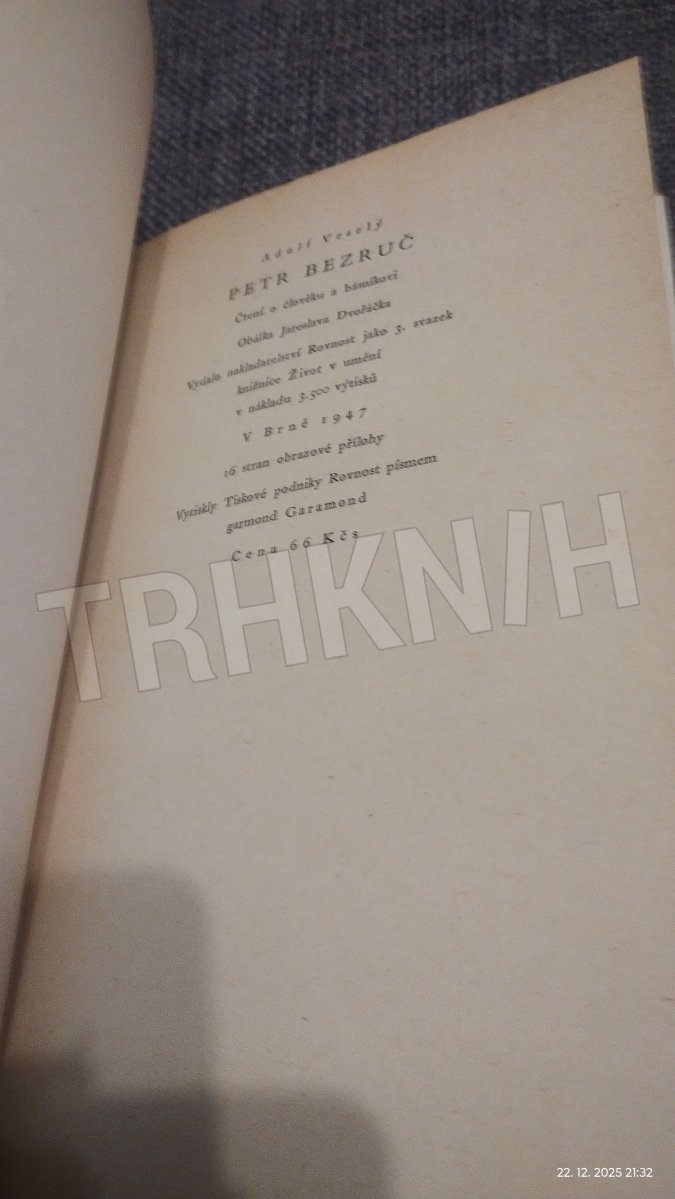 Adolf Veselý
PETR BEZRUČ
Čtení o člověku a básníkovi
Obálka Jaroslava Dvořáčka
Vydalo nakladatelství Rovnost jako 3. svazek
knižnice Život v umění
v nákladu 3.500 výtisků
V Brně 1947
16 stran obrazové přílohy
Vytiskly Tiskové podniky Rovnost písmem
garmond Garamond
Cena 66 Kčs
TRHKNIH
22. 12. 2025 21:32